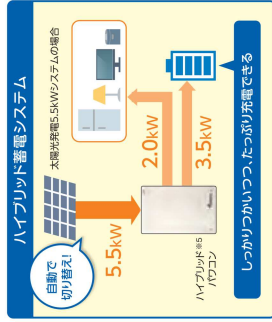 ハイブリッド蓄電システム
太陽光発電5.5kWシステムの場合
自動で
切り替え!
5.5kW
2.0kW
3.5kW
ハイブリッド※5
パワコン
しっかりつかいつつ、たっぷり充電できる